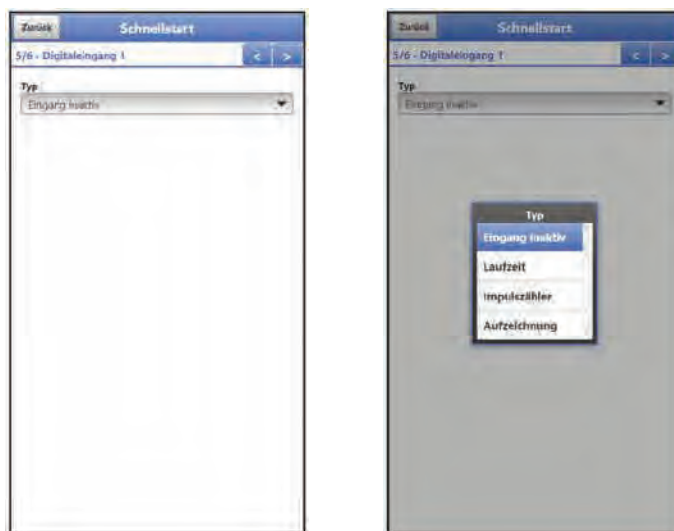 Zurück Schnellstart
5/6 - Digitaleingang 1 < >
Typ
Eingang inaktiv
Zurück Schnellstart
5/6 - Digitaleingang 1 < >
Typ
Eingang inaktiv
Typ
Eingang inaktiv
Laufzeit
Impulszähler
Aufzeichnung